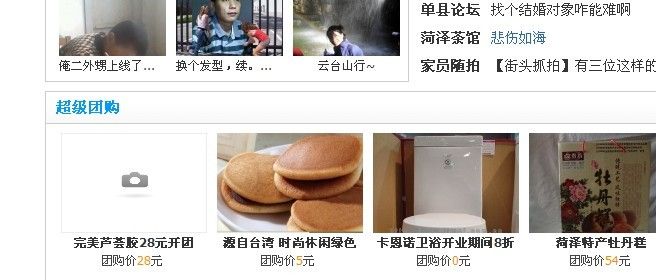 单县论坛 找个结婚对象咋能难啊
菏泽茶馆 悲伤如海
俺二外甥上线了... 换个发型，续。... 云台山行~
家员随拍 【街头抓拍】有三位这样的
超级团购
牡丹糕
完美芦荟胶28元开团 源自台湾 时尚休闲绿色 卡恩诺卫浴开业期间8折 菏泽特产牡丹糕
团购价28元 团购价5元 团购价0元 团购价54元